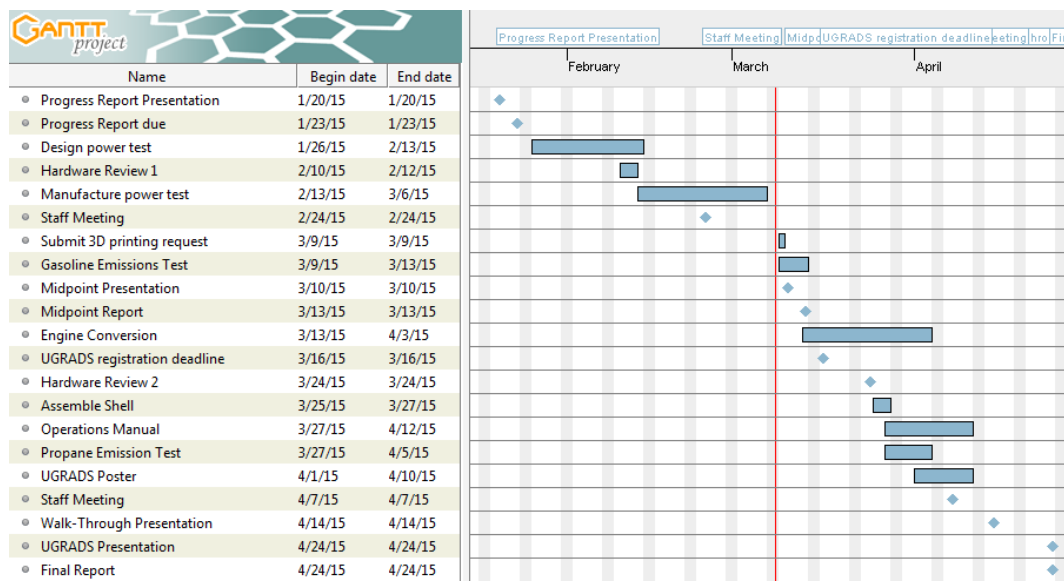 GANTT
project
Progress Report Presentation Staff Meeting Midpo UGRADS registration deadline eeting hro Fi
February March April
Name Begin date End date
Progress Report Presentation 1/20/15 1/20/15
Progress Report due 1/23/15 1/23/15
Design power test 1/26/15 2/13/15
Hardware Review 1 2/10/15 2/12/15
Manufacture power test 2/13/15 3/6/15
Staff Meeting 2/24/15 2/24/15
Submit 3D printing request 3/9/15 3/9/15
Gasoline Emissions Test 3/9/15 3/13/15
Midpoint Presentation 3/10/15 3/10/15
Midpoint Report 3/13/15 3/13/15
Engine Conversion 3/13/15 4/3/15
UGRADS registration deadline 3/16/15 3/16/15
Hardware Review 2 3/24/15 3/24/15
Assemble Shell 3/25/15 3/27/15
Operations Manual 3/27/15 4/12/15
Propane Emission Test 3/27/15 4/5/15
UGRADS Poster 4/1/15 4/10/15
Staff Meeting 4/7/15 4/7/15
Walk-Through Presentation 4/14/15 4/14/15
UGRADS Presentation 4/24/15 4/24/15
Final Report 4/24/15 4/24/15